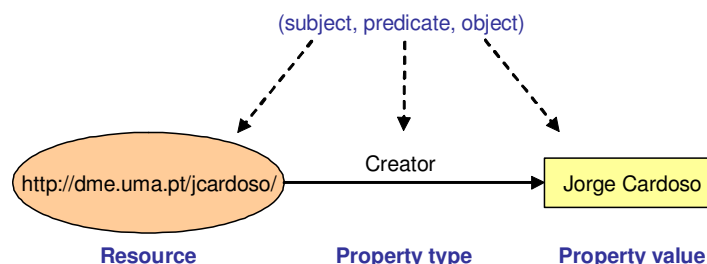 (subject, predicate, object)
Creator
http://dme.uma.pt/jcardoso/
Jorge Cardoso
Resource
Property type
Property value